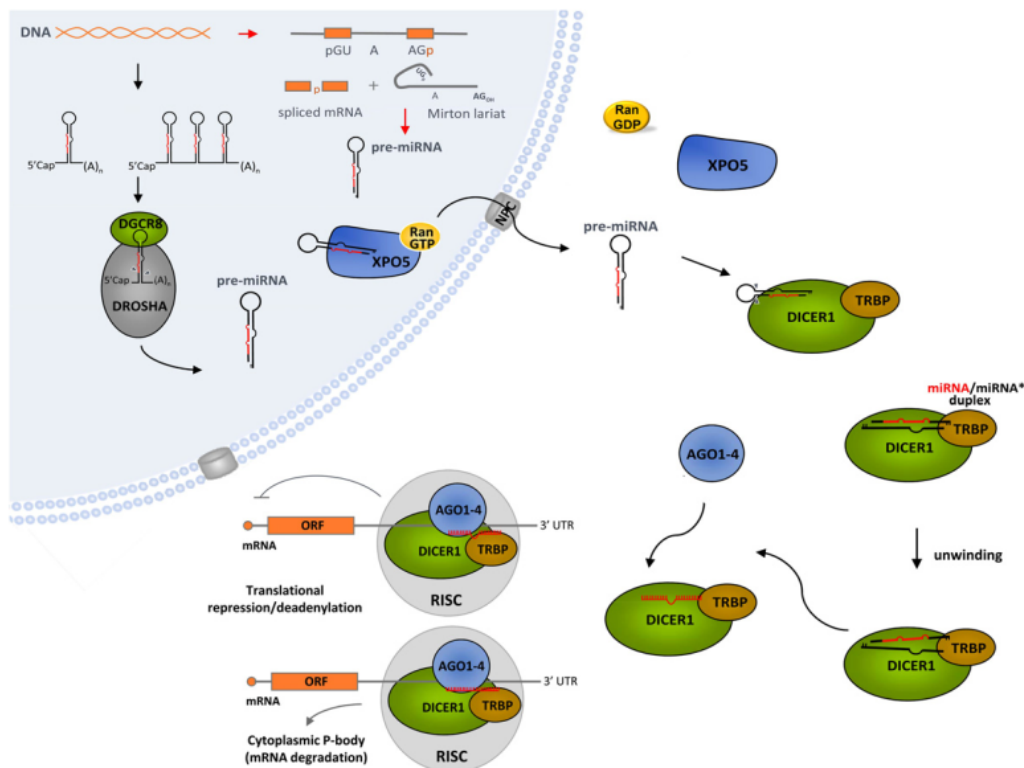 DNA
pGU A AGp
p
+
UG
A
AGOH
spliced mRNA
Mirton lariat
pre-miRNA
5'Cap (A)n
5'Cap (A)n
DGCR8
5'Cap (A)n
DROSHA
pre-miRNA
Ran
GTP
XPO5
NPC
Ran
GDP
XPO5
pre-miRNA
DICER1
TRBP
miRNA/miRNA*
duplex
TRBP
DICER1
AGO1-4
unwinding
DICER1
TRBP
TRBP
DICER1
AGO1-4
ORF
3' UTR
mRNA
DICER1
TRBP
RISC
Translational
repression/deadenylation
AGO1-4
ORF
3' UTR
mRNA
DICER1
TRBP
RISC
Cytoplasmic P-body
(mRNA degradation)